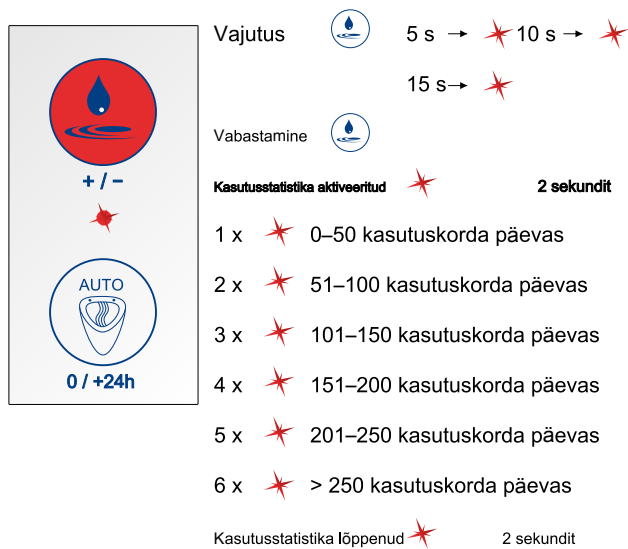 Vajutus 5 s → 10 s →
15 s→
Vabastamine
+ / −
Kasutusstatistika aktiveeritud 2 sekundit
1 x 0–50 kasutuskorda päevas
2 x 51–100 kasutuskorda päevas
AUTO
3 x 101–150 kasutuskorda päevas
0 / +24h
4 x 151–200 kasutuskorda päevas
5 x 201–250 kasutuskorda päevas
6 x > 250 kasutuskorda päevas
Kasutusstatistika lõppenud 2 sekundit